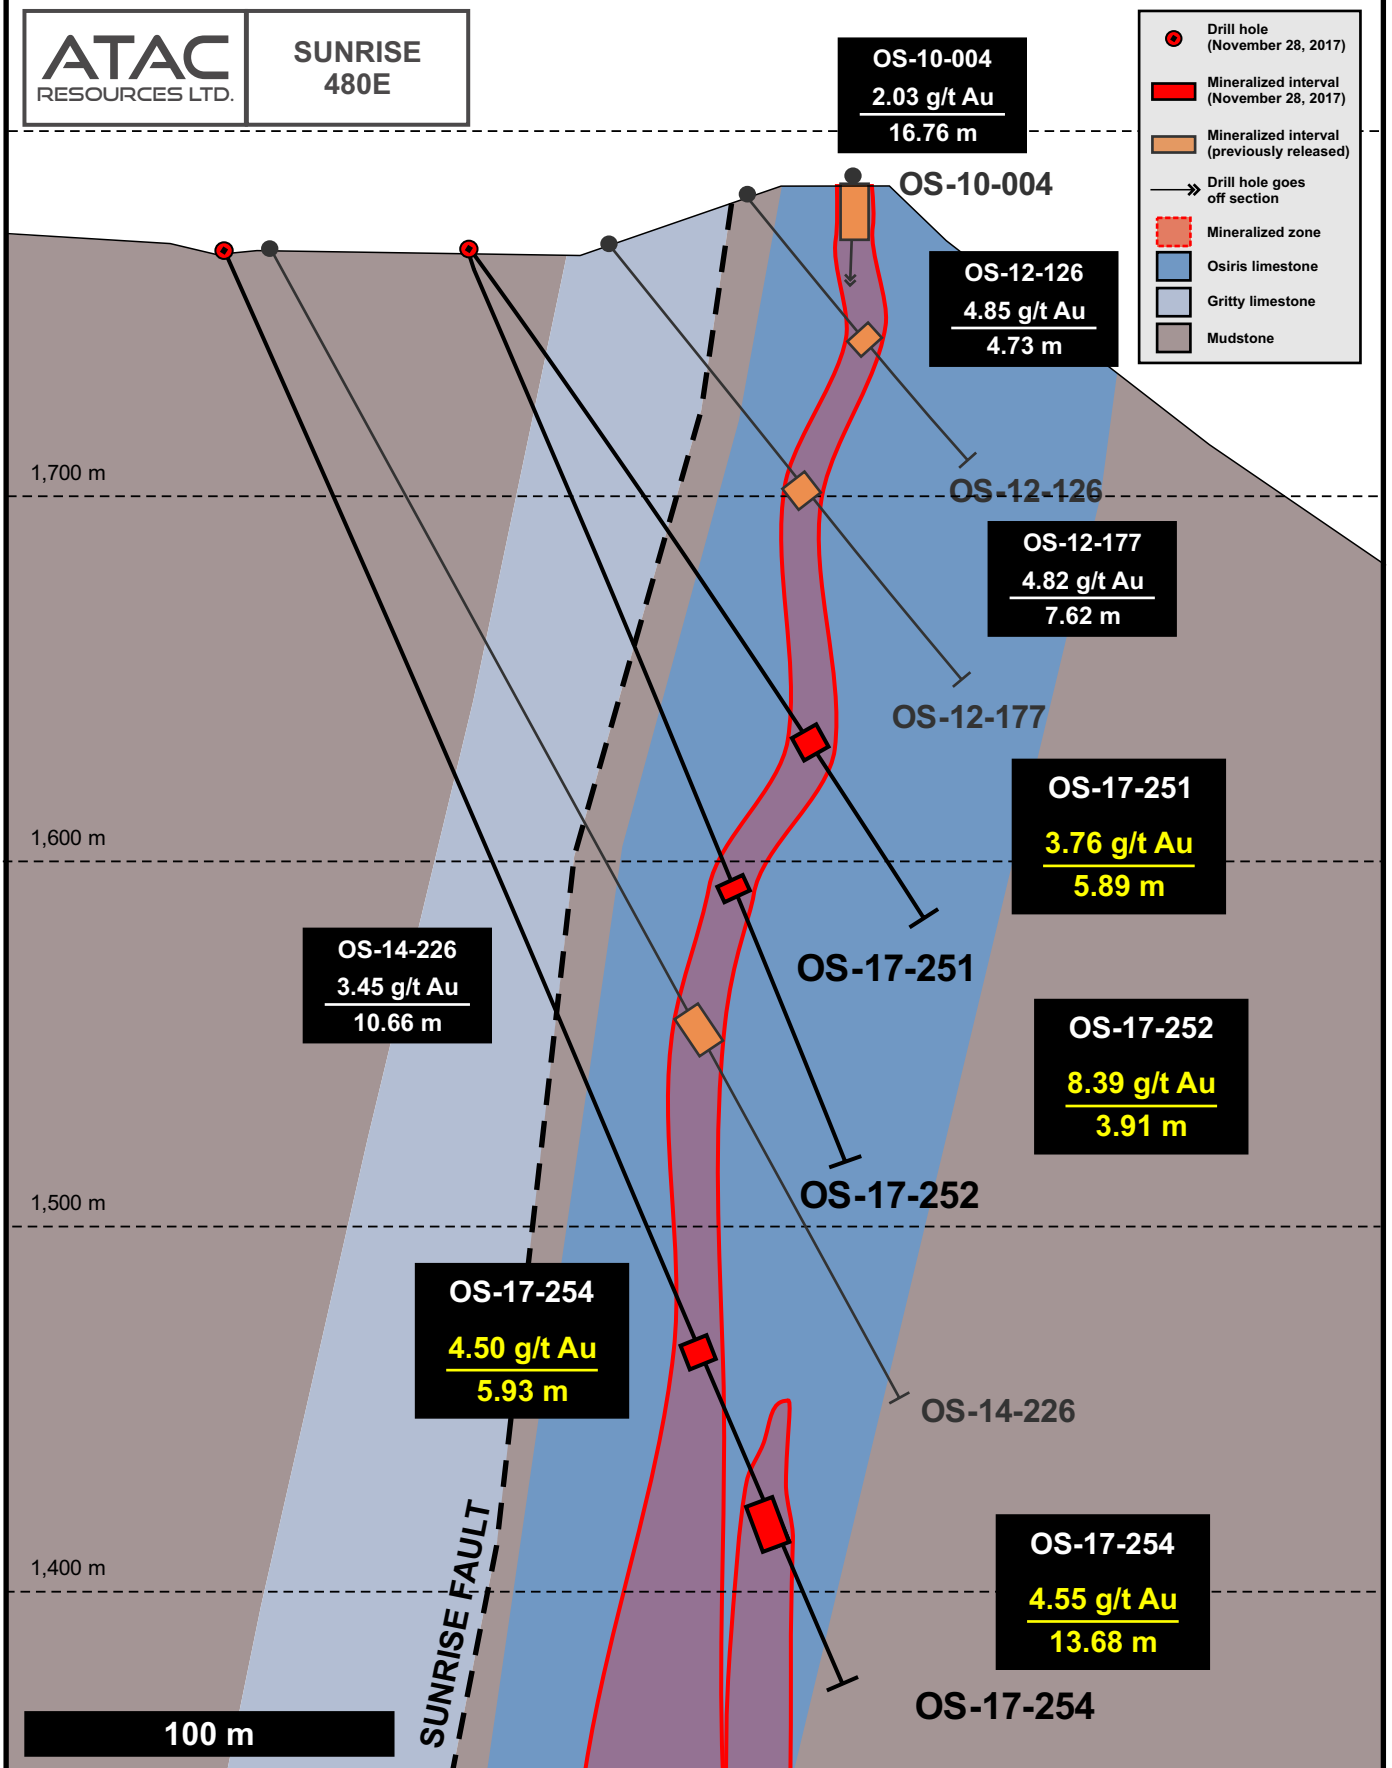 ATAC
RESOURCES LTD.
SUNRISE
480E
OS-10-004
2.03 g/t Au
16.76 m
OS-10-004
Drill hole
(November 28, 2017)
Mineralized interval
(November 28, 2017)
Mineralized interval
(previously released)
Drill hole goes
off section
Mineralized zone
Osiris limestone
Gritty limestone
Mudstone
OS-12-126
4.85 g/t Au
4.73 m
1,700 m
OS-12-126
OS-12-177
4.82 g/t Au
7.62 m
OS-12-177
OS-17-251
3.76 g/t Au
5.89 m
1,600 m
OS-14-226
3.45 g/t Au
10.66 m
OS-17-251
OS-17-252
8.39 g/t Au
3.91 m
1,500 m
OS-17-252
OS-17-254
4.50 g/t Au
5.93 m
OS-14-226
SUNRISE FAULT
1,400 m
OS-17-254
4.55 g/t Au
13.68 m
OS-17-254
100 m